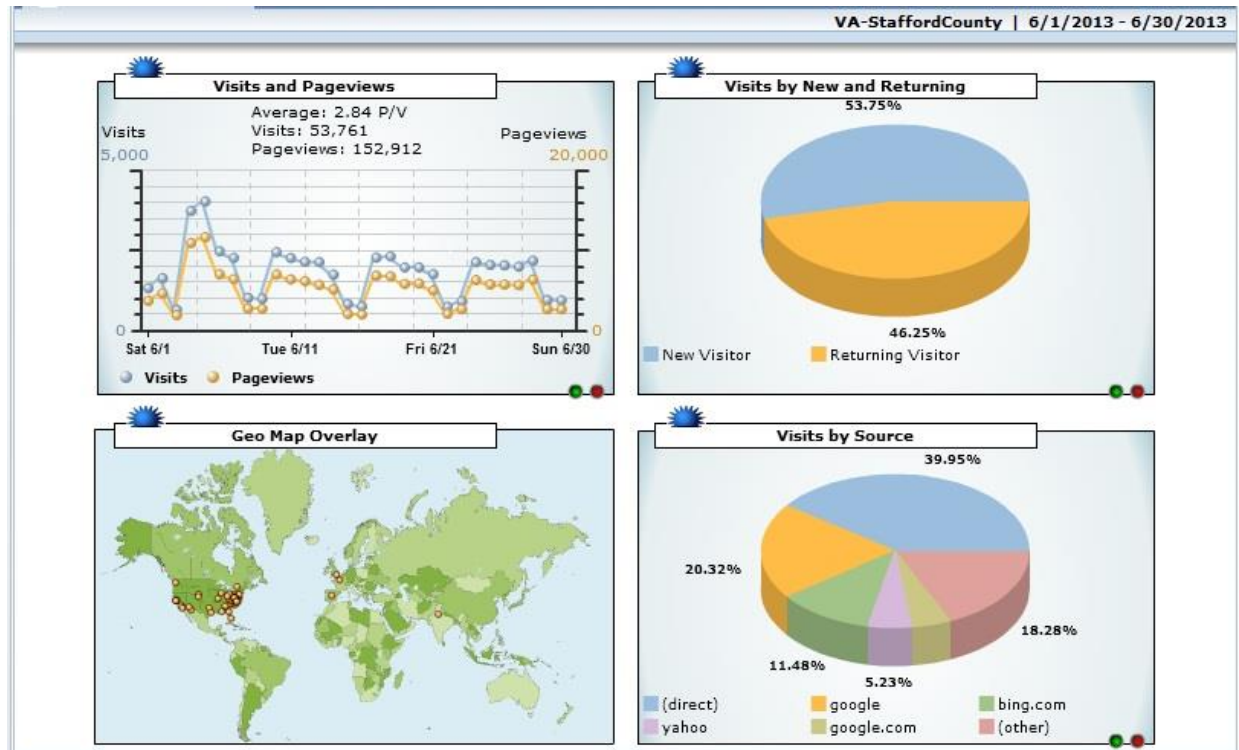 VA-StaffordCounty | 6/1/2013 - 6/30/2013
Visits and Pageviews
Average: 2.84 P/V
Visits: 53,761
Pageviews: 152,912
Visits
5,000
Pageviews
20,000
0
0
Sat 6/1 Tue 6/11 Fri 6/21 Sun 6/30
Visits Pageviews
Visits by New and Returning
53.75%
46.25%
New Visitor Returning Visitor
Geo Map Overlay
Visits by Source
39.95%
20.32%
18.28%
11.48%
5.23%
(direct) google bing.com
yahoo google.com (other)